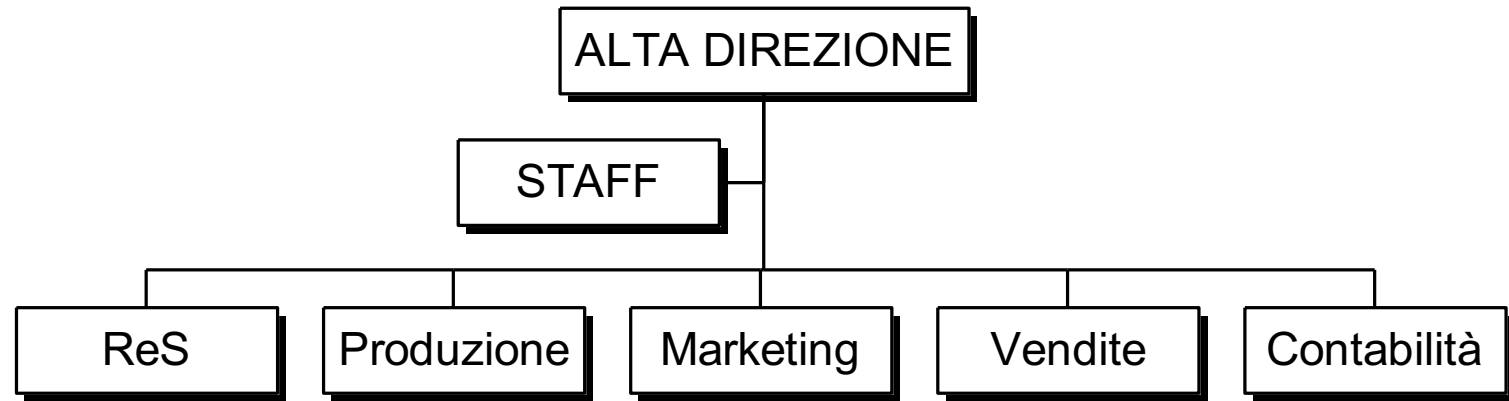 ALTA DIREZIONE
STAFF
ReS
Produzione
Marketing
Vendite
Contabilità